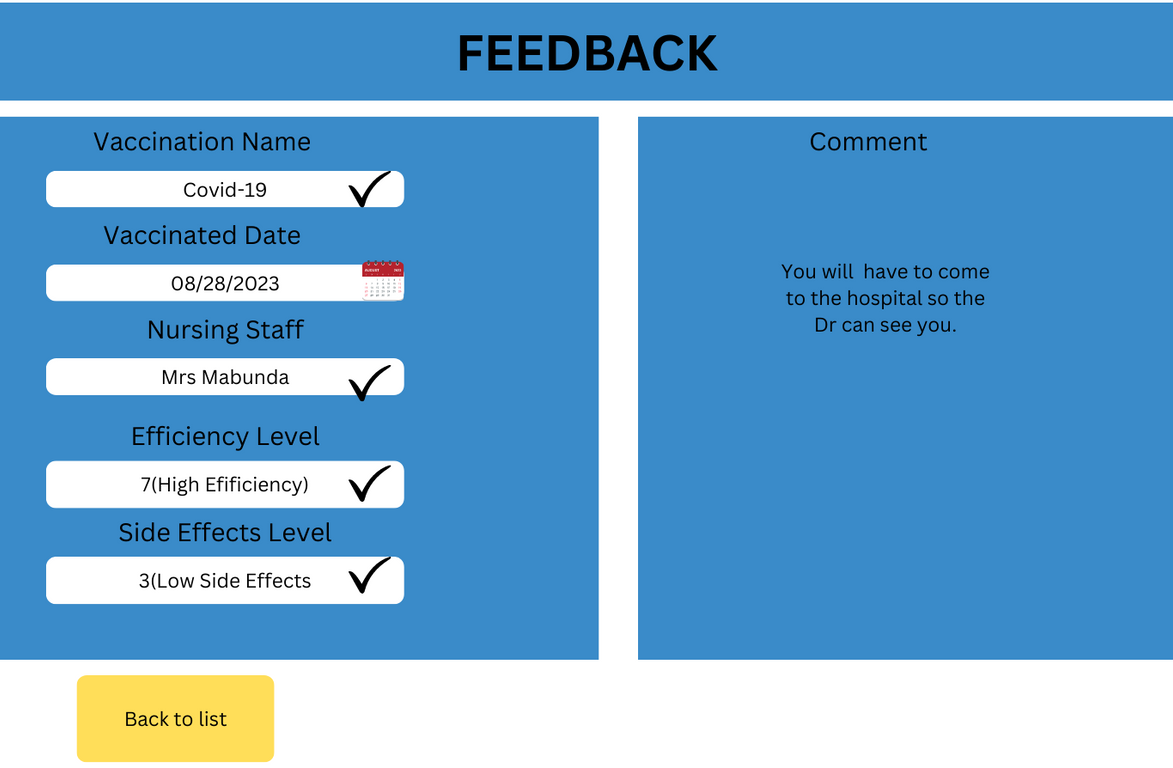 FEEDBACK
Vaccination Name
Covid-19
Vaccinated Date
08/28/2023
AUGUST
Nursing Staff
Mrs Mabunda
Efficiency Level
7(High Efificiency)
Side Effects Level
3(Low Side Effects
Comment
You will  have to come
to the hospital so the
Dr can see you.
Back to list